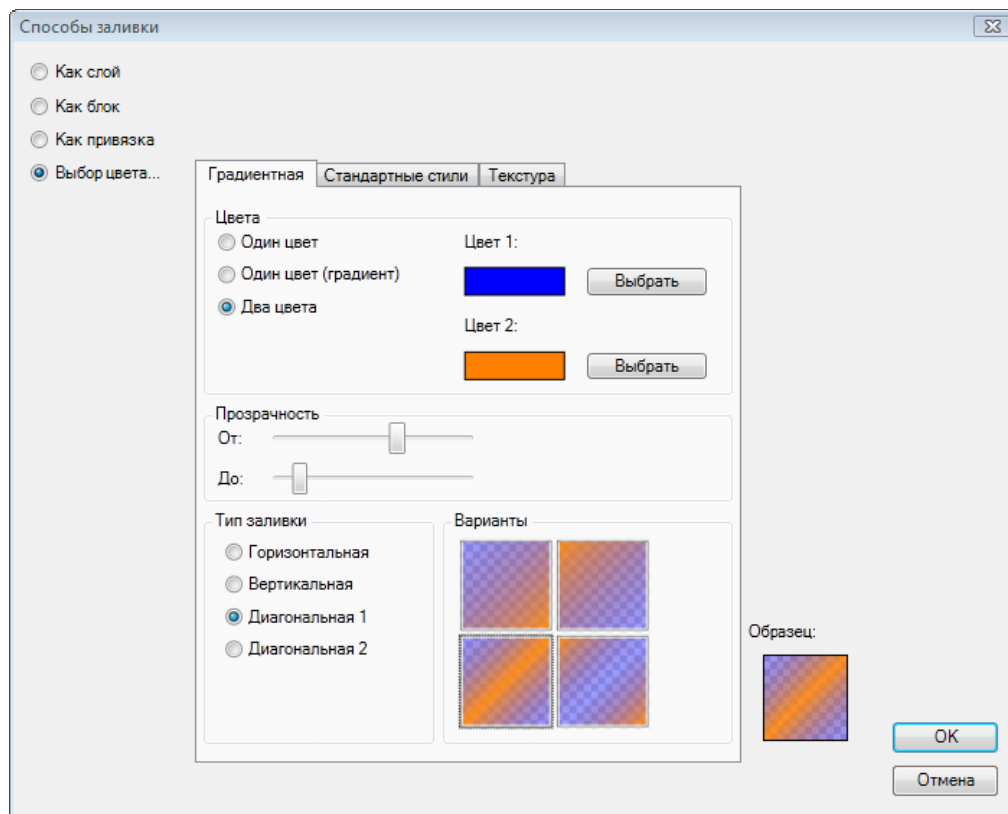 Способы заливки
Как слой
Как блок
Как привязка
Выбор цвета...
Градиентная Стандартные стили Текстура
Цвета
Один цвет
Один цвет (градиент)
Два цвета
Цвет 1:
Выбрать
Цвет 2:
Выбрать
Прозрачность
От:
До:
Тип заливки
Горизонтальная
Вертикальная
Диагональная 1
Диагональная 2
Варианты
Образец:
OK
Отмена